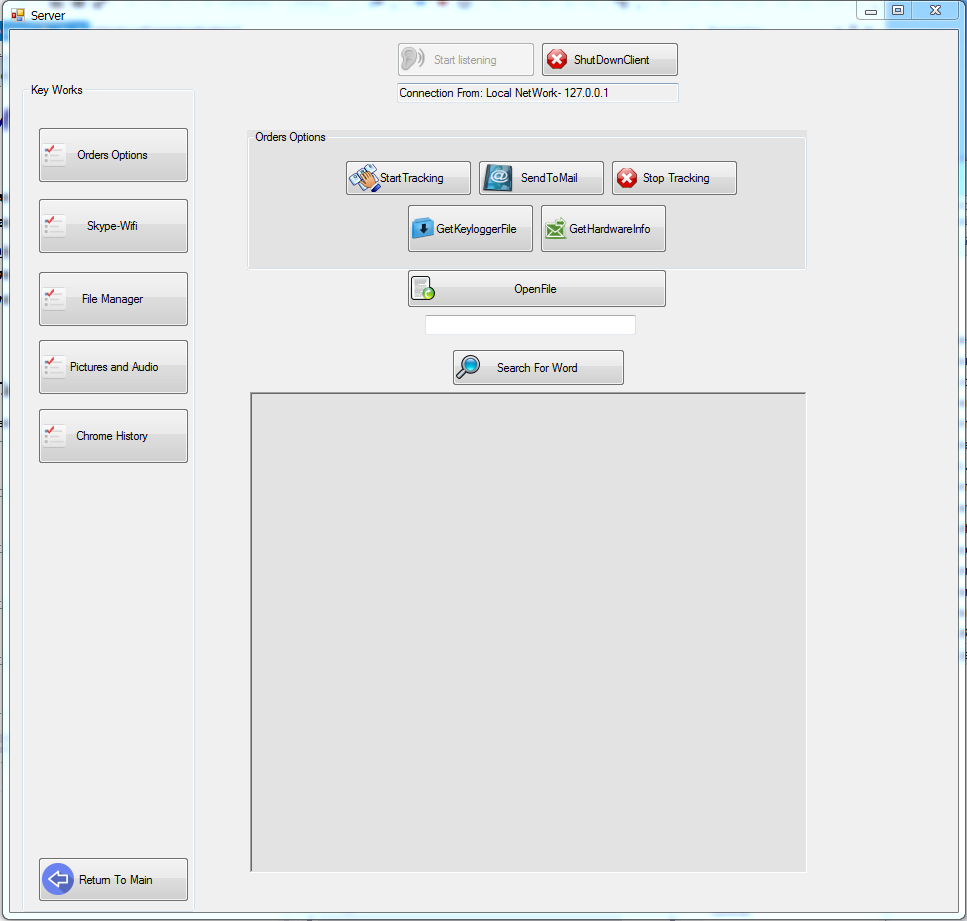 Server
Start listening
ShutDownClient
Connection From: Local NetWork- 127.0.0.1
Key Works
Orders Options
Skype-Wifi
File Manager
Pictures and Audio
Chrome History
Return To Main
Orders Options
StartTracking
SendToMail
Stop Tracking
GetKeyloggerFile
GetHardwareInfo
OpenFile
Search For Word